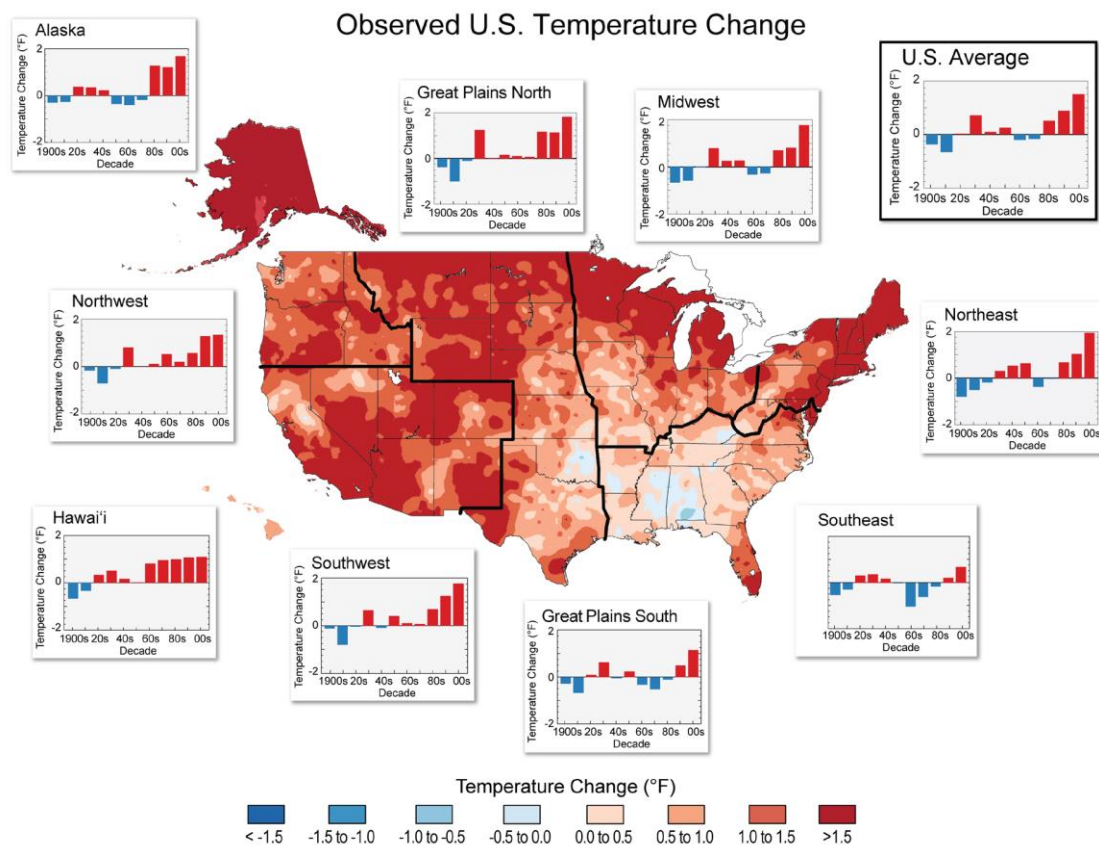 Observed U.S. Temperature Change
Alaska
Temperature Change (°F)
2
0
-2
1900s 20s 40s 60s 80s 00s
Decade
Great Plains North
Temperature Change (°F)
2
0
-2
1900s 20s 40s 60s 80s 00s
Decade
Midwest
Temperature Change (°F)
2
0
-2
1900s 20s 40s 60s 80s 00s
Decade
U.S. Average
Temperature Change (°F)
2
0
-2
1900s 20s 40s 60s 80s 00s
Decade
Northwest
Temperature Change (°F)
2
0
-2
1900s 20s 40s 60s 80s 00s
Decade
Northeast
Temperature Change (°F)
2
0
-2
1900s 20s 40s 60s 80s 00s
Decade
Hawai‘i
Temperature Change (°F)
2
0
-2
1900s 20s 40s 60s 80s 00s
Decade
Southwest
Temperature Change (°F)
2
0
-2
1900s 20s 40s 60s 80s 00s
Decade
Great Plains South
Temperature Change (°F)
2
0
-2
1900s 20s 40s 60s 80s 00s
Decade
Southeast
Temperature Change (°F)
2
0
-2
1900s 20s 40s 60s 80s 00s
Decade
Temperature Change (°F)
< -1.5 -1.5 to -1.0 -1.0 to -0.5 -0.5 to 0.0 0.0 to 0.5 0.5 to 1.0 1.0 to 1.5 >1.5